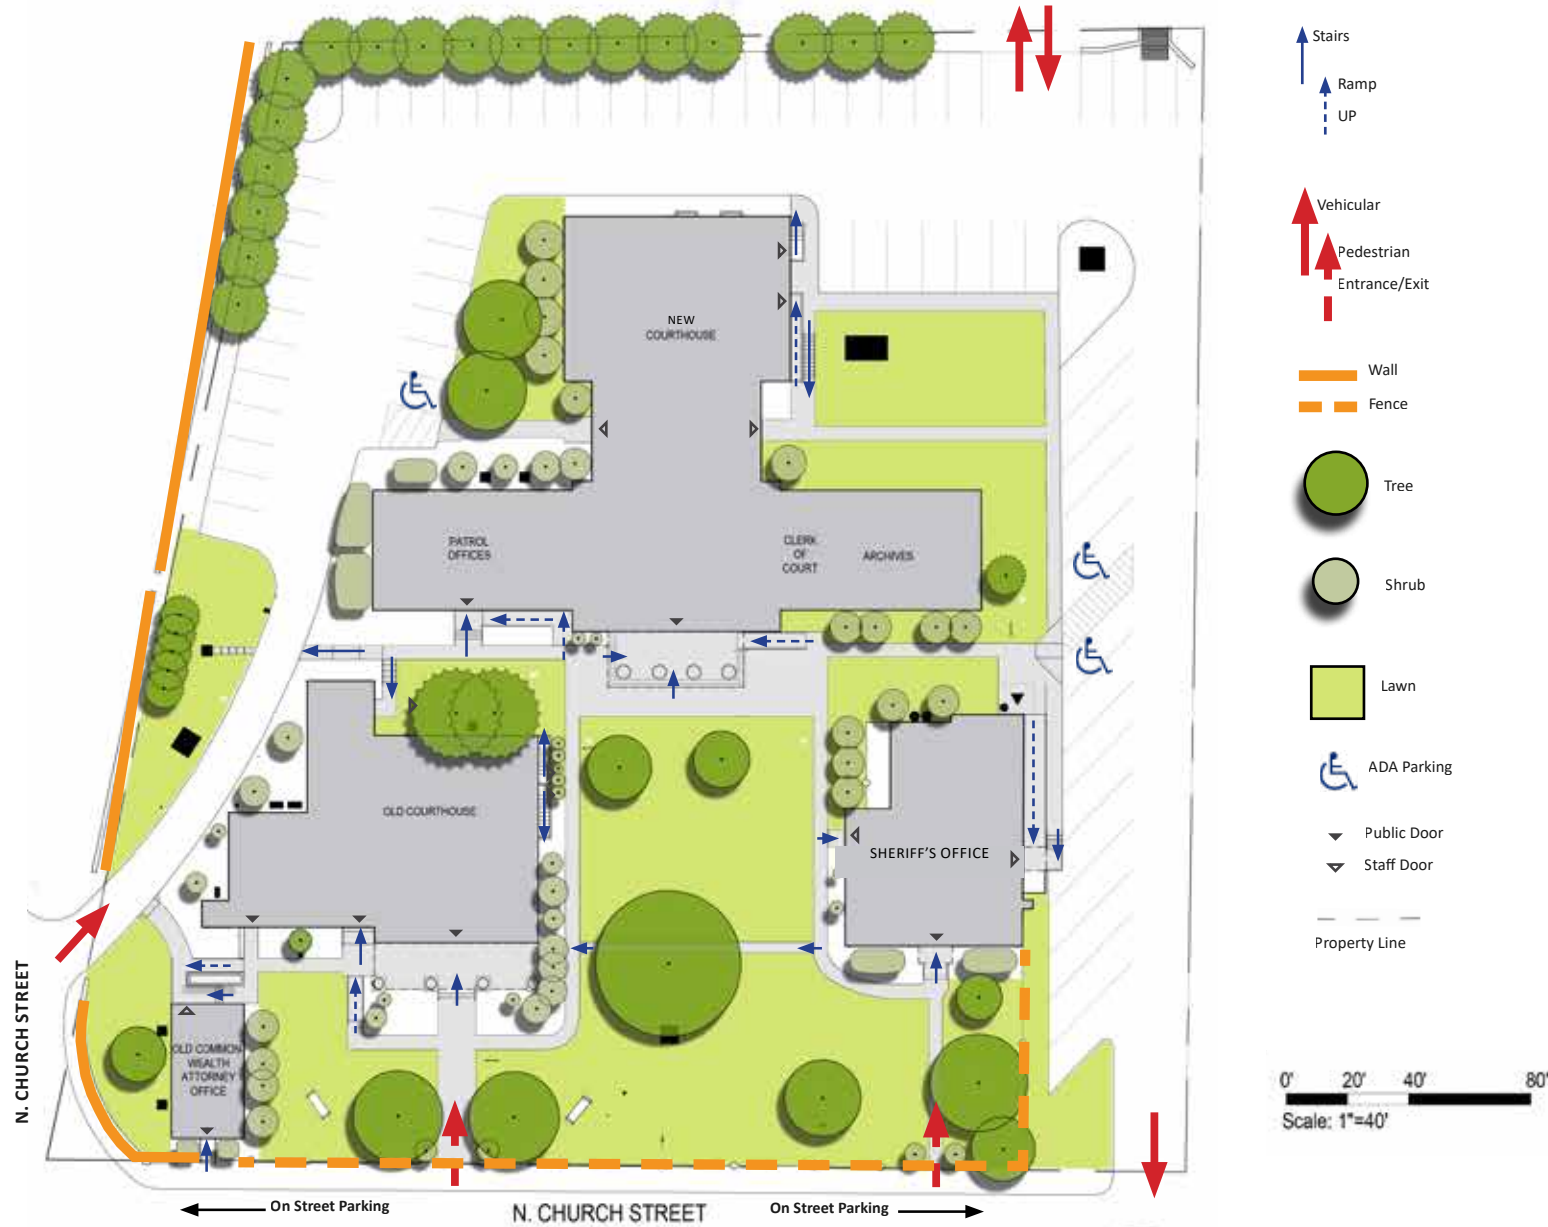 Stairs
Ramp
UP
Vehicular
Pedestrian
Entrance/Exit
Wall
Fence
Tree
Shrub
Lawn
ADA Parking
Public Door
Staff Door
Property Line
0' 20' 40' 80'
Scale: 1"=40'
NEW
COURTHOUSE
PATROL
OFFICES
CLERK
OF
COURT
ARCHIVES
OLD COURTHOUSE
SHERIFF'S OFFICE
OLD COMMON
WEALTH
ATTORNEY
OFFICE
N. CHURCH STREET
On Street Parking
N. CHURCH STREET
On Street Parking